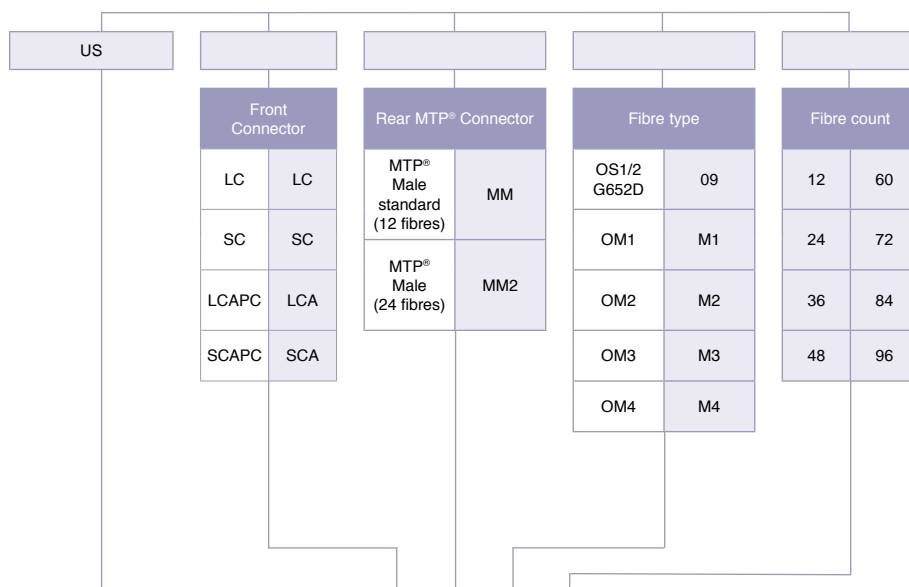 US
Front
Connector
LC LC
SC SC
LCAPC LCA
SCAPC SCA
Rear MTP® Connector
MTP®
Male
standard
(12 fibres)
MM
MTP®
Male
(24 fibres)
MM2
Fibre type
OS1/2
G652D
09
OM1 M1
OM2 M2
OM3 M3
OM4 M4
Fibre count
12 60
24 72
36 84
48 96